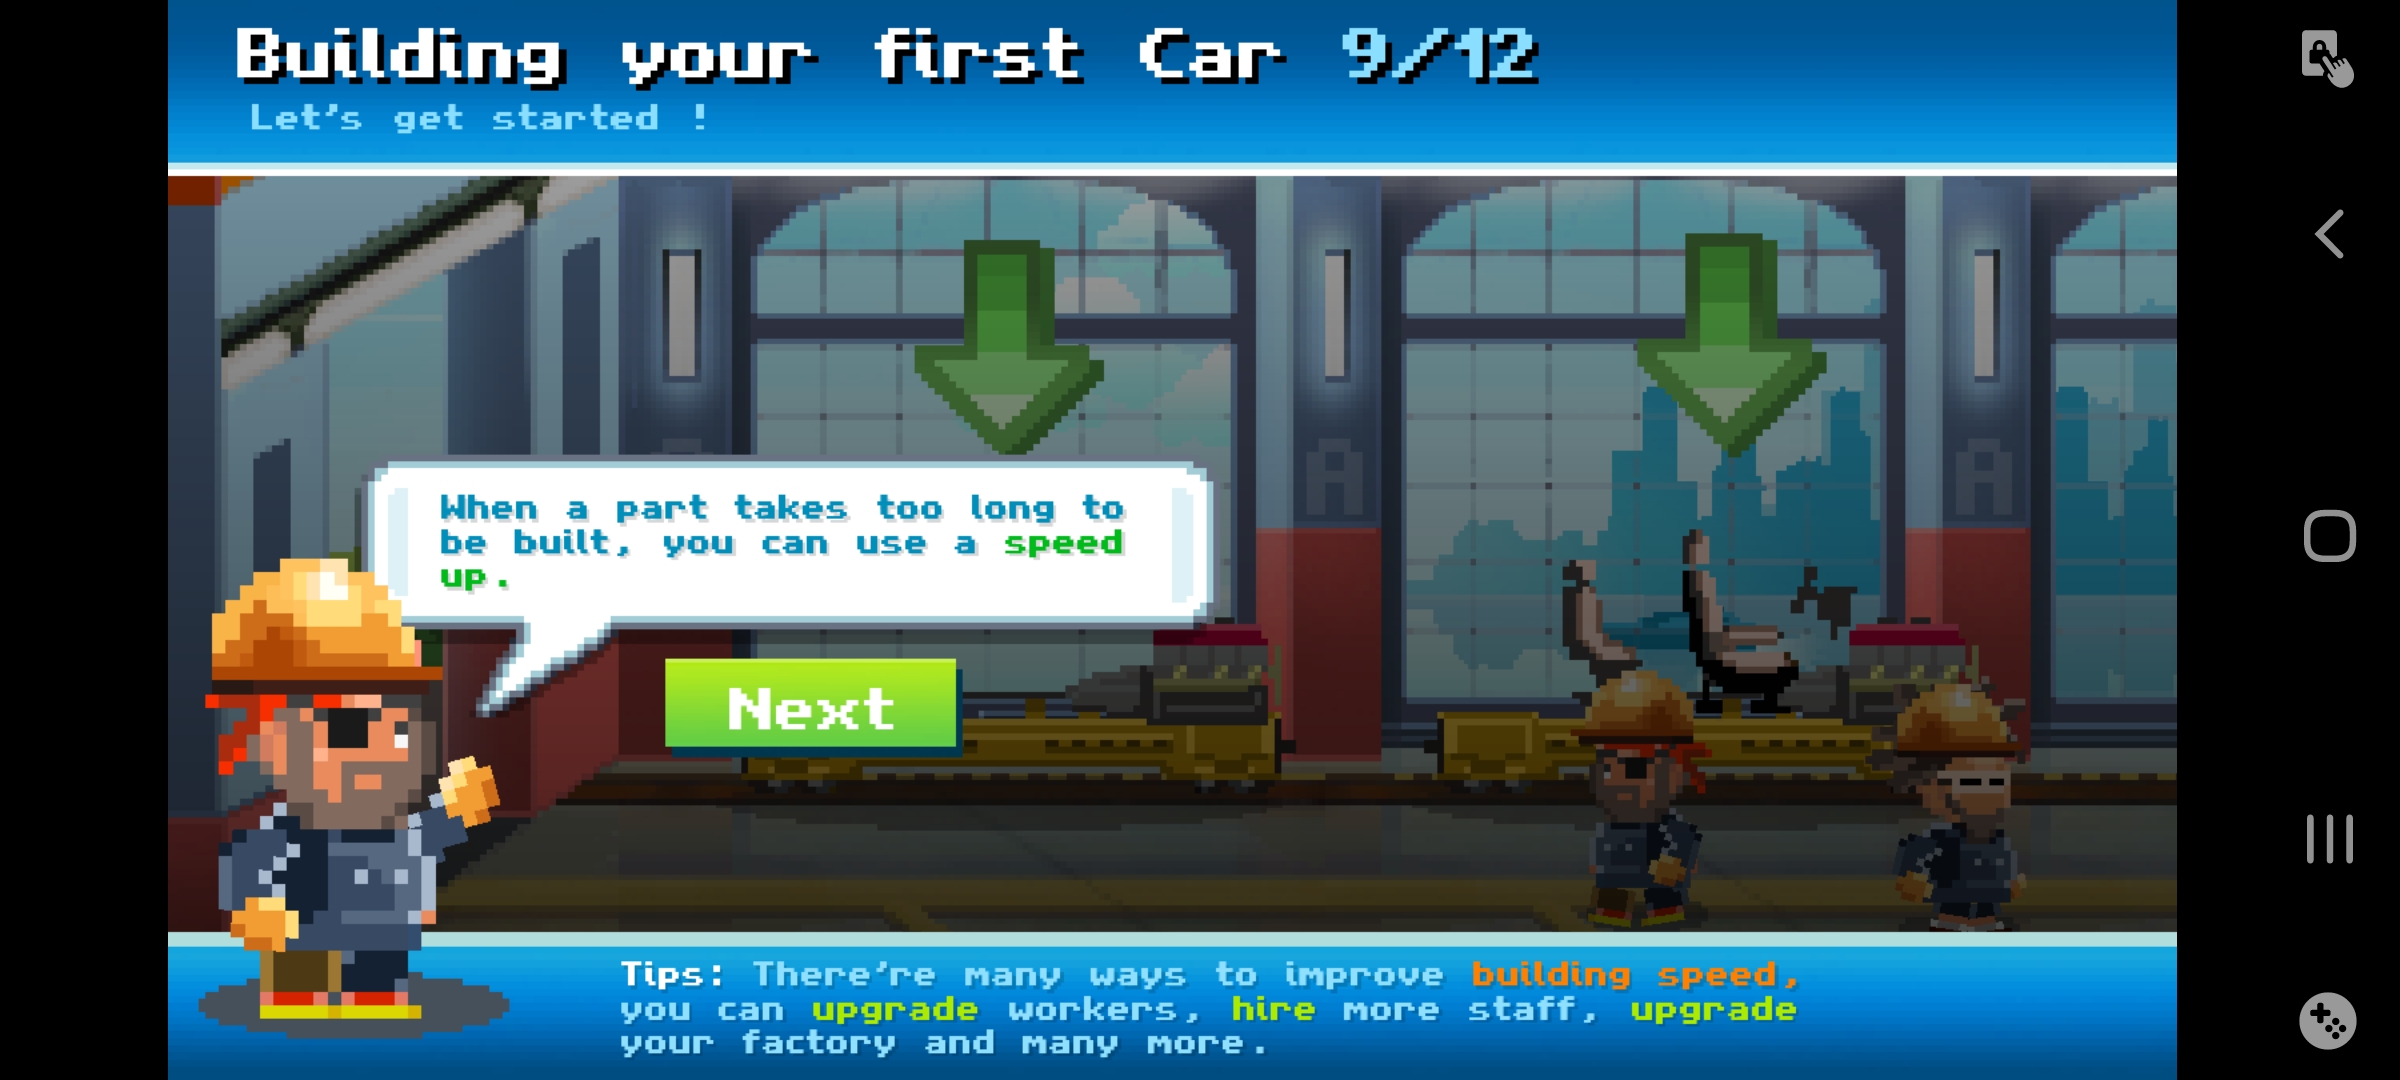 Building your first Car 9/12
Let's get started !
When a part takes too long to
be built, you can use a speed
up.
Next
Tips: There're many ways to improve building speed,
you can upgrade workers, hire more staff, upgrade
your factory and many more.
A
A